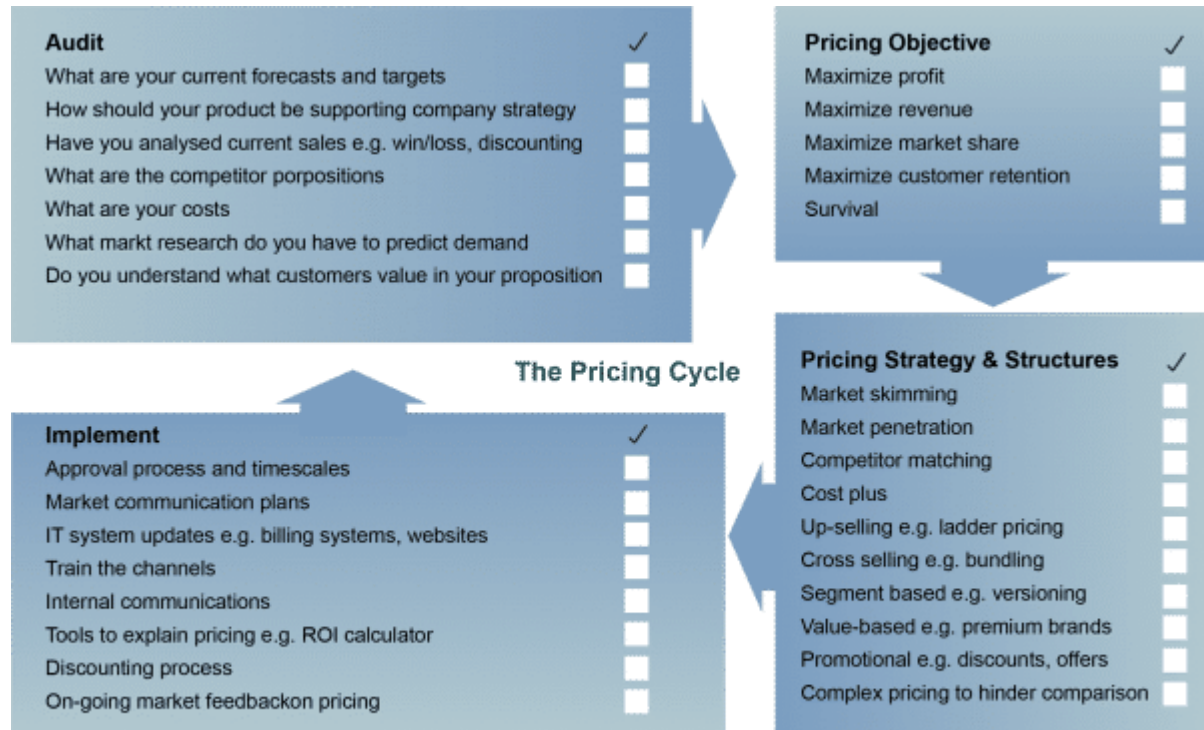 Audit ✓
What are your current forecasts and targets
How should your product be supporting company strategy
Have you analysed current sales e.g. win/loss, discounting
What are the competitor porpositions
What are your costs
What markt research do you have to predict demand
Do you understand what customers value in your proposition
Pricing Objective ✓
Maximize profit
Maximize revenue
Maximize market share
Maximize customer retention
Survival
The Pricing Cycle
Pricing Strategy & Structures ✓
Market skimming
Market penetration
Competitor matching
Cost plus
Up-selling e.g. ladder pricing
Cross selling e.g. bundling
Segment based e.g. versioning
Value-based e.g. premium brands
Promotional e.g. discounts, offers
Complex pricing to hinder comparison
Implement ✓
Approval process and timescales
Market communication plans
IT system updates e.g. billing systems, websites
Train the channels
Internal communications
Tools to explain pricing e.g. ROI calculator
Discounting process
On-going market feedbackon pricing